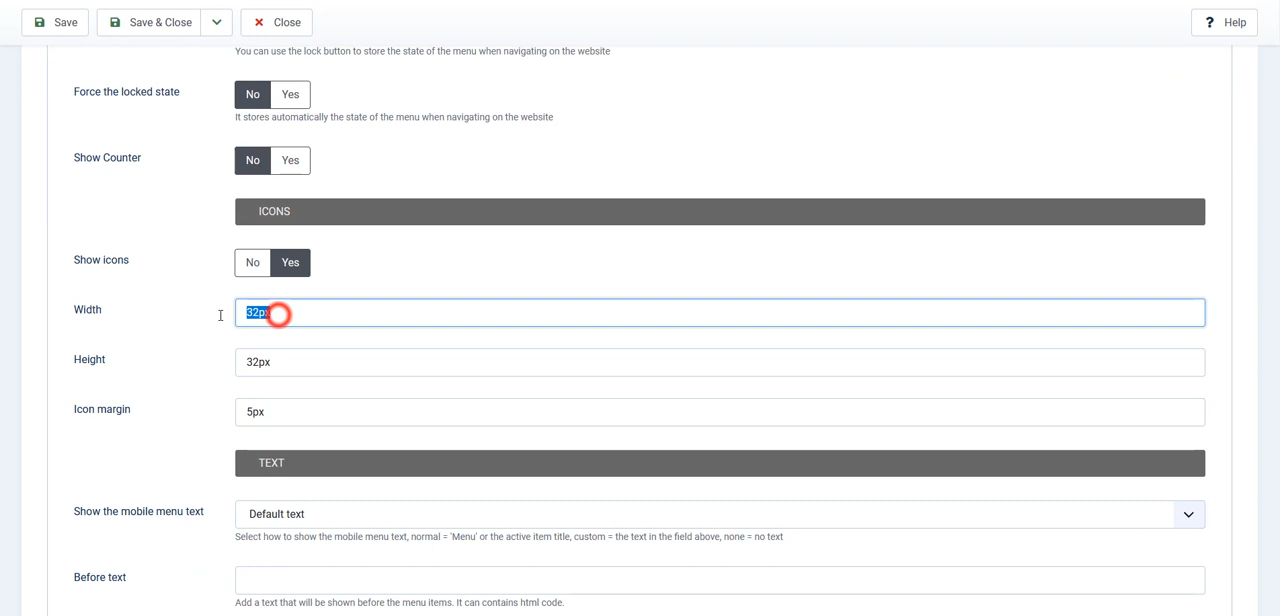 Save
Save & Close
Close
Help
You can use the lock button to store the state of the menu when navigating on the website
Force the locked state
No
Yes
It stores automatically the state of the menu when navigating on the website
Show Counter
No
Yes
ICONS
Show icons
No
Yes
Width
32px
Height
32px
Icon margin
5px
TEXT
Show the mobile menu text
Default text
Select how to show the mobile menu text, normal = 'Menu' or the active item title, custom = the text in the field above, none = no text
Before text
Add a text that will be shown before the menu items. It can contains html code.